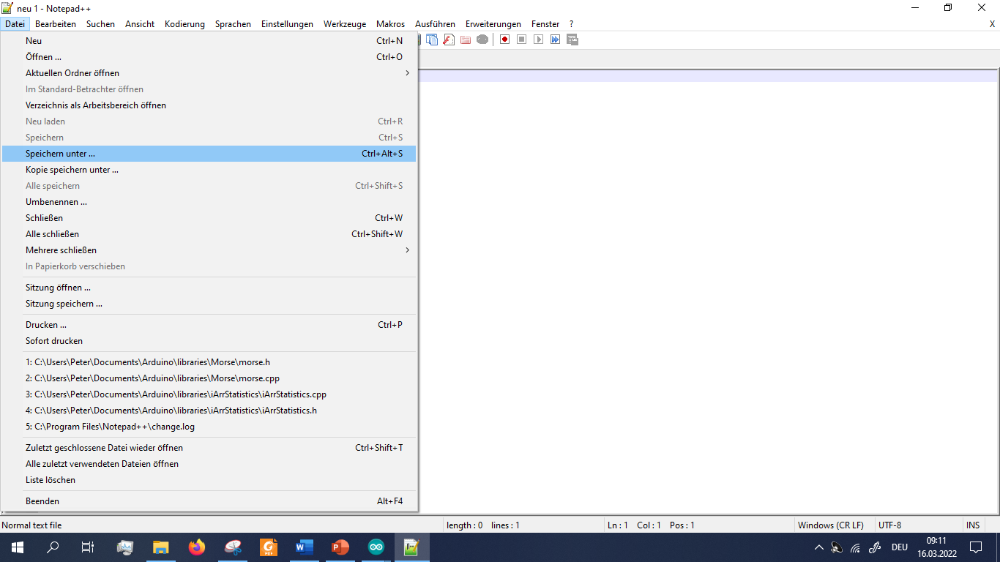 neu 1 - Notepad++
Datei Bearbeiten Suchen Ansicht Kodierung Sprachen Einstellungen Werkzeuge Makros Ausführen Erweiterungen Fenster ? X
Neu Ctrl+N
Öffnen ... Ctrl+O
Aktuellen Ordner öffnen
Im Standard-Betrachter öffnen
Verzeichnis als Arbeitsbereich öffnen
Neu laden Ctrl+R
Speichern Ctrl+S
Speichern unter ... Ctrl+Alt+S
Kopie speichern unter ...
Alle speichern Ctrl+Shift+S
Umbenennen ...
Schließen Ctrl+W
Alle schließen Ctrl+Shift+W
Mehrere schließen
In Papierkorb verschieben
Sitzung öffnen ...
Sitzung speichern ...
Drucken ... Ctrl+P
Sofort drucken
1: C:\Users\Peter\Documents\Arduino\libraries\Morse\morse.h
2: C:\Users\Peter\Documents\Arduino\libraries\Morse\morse.cpp
3: C:\Users\Peter\Documents\Arduino\libraries\iArrStatistics\iArrStatistics.cpp
4: C:\Users\Peter\Documents\Arduino\libraries\iArrStatistics\iArrStatistics.h
5: C:\Program Files\Notepad++\change.log
Zuletzt geschlossene Datei wieder öffnen Ctrl+Shift+T
Alle zuletzt verwendeten Dateien öffnen
Liste löschen
Beenden Alt+F4
Normal text file length : 0 lines : 1 Ln : 1 Col : 1 Pos : 1 Windows (CR LF) UTF-8 INS
PDF W P DEU 09:11
16.03.2022